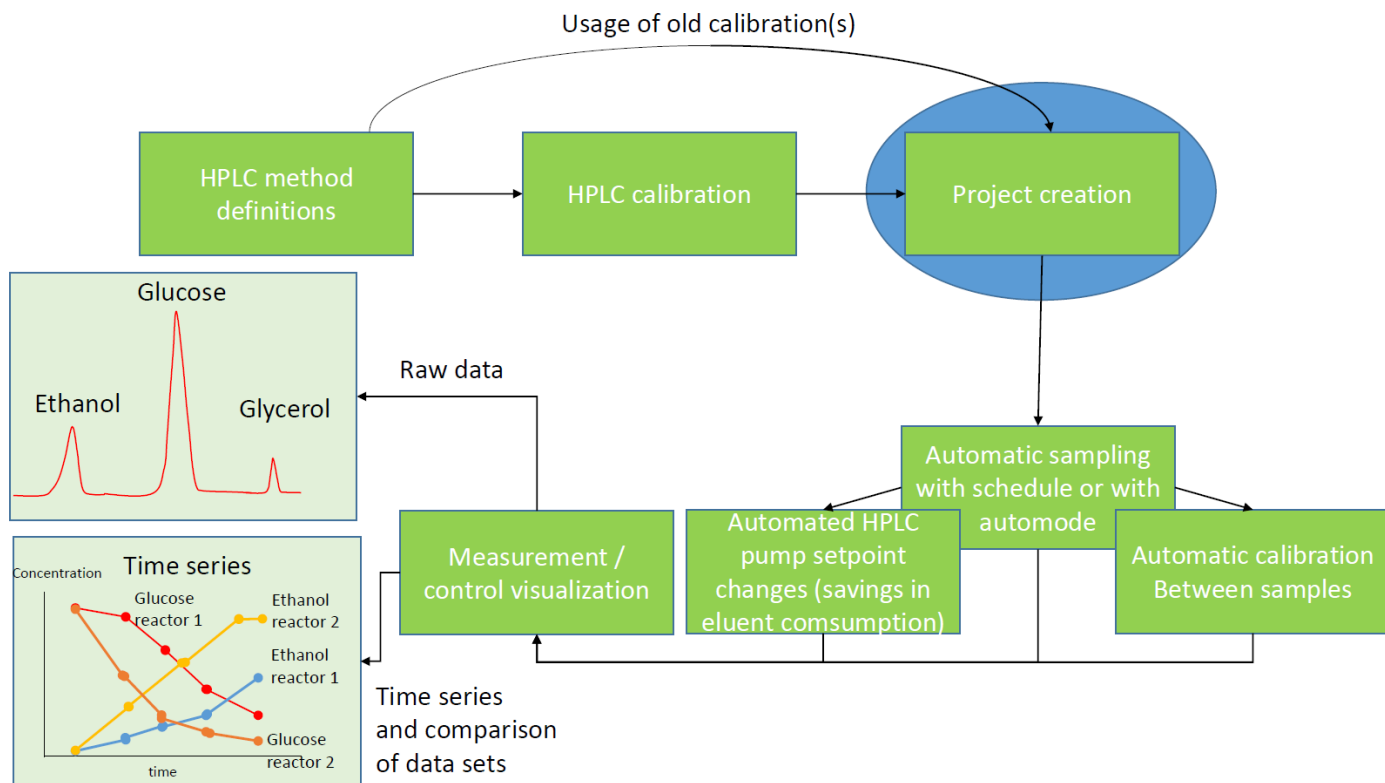 Usage of old calibration(s)
HPLC method
definitions
HPLC calibration
Project creation
Glucose
Ethanol
Glycerol
Raw data
Automatic sampling
with schedule or with
automode
Automated HPLC
pump setpoint
changes (savings in
eluent comsumption)
Automatic calibration
Between samples
Measurement /
control visualization
Time series
Concentration
Glucose
reactor 1
Ethanol
reactor 2
Ethanol
reactor 1
Glucose
reactor 2
time
Time series
and comparison
of data sets